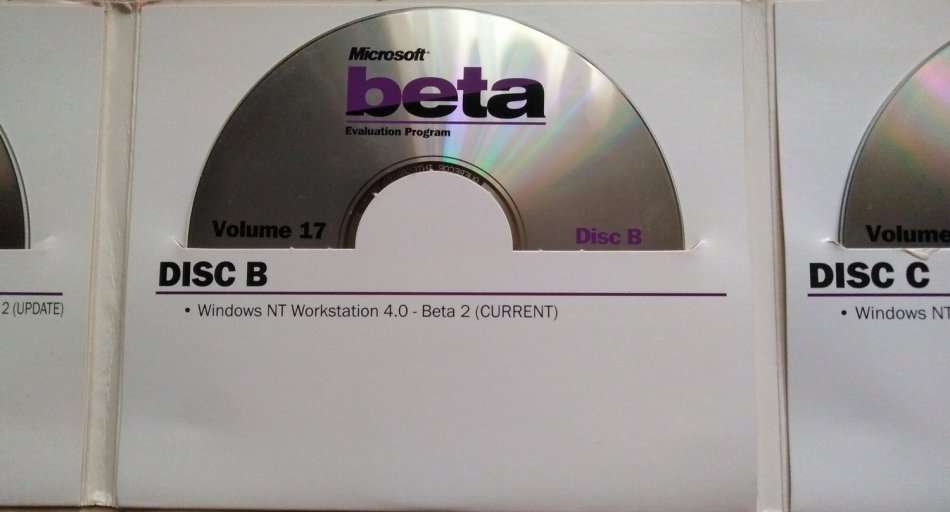 Microsoft
beta
Evaluation Program
Volume 17
Disc B
DISC B
• Windows NT Workstation 4.0 - Beta 2 (CURRENT)
2 (UPDATE)
Volume
DISC C
• Windows NT